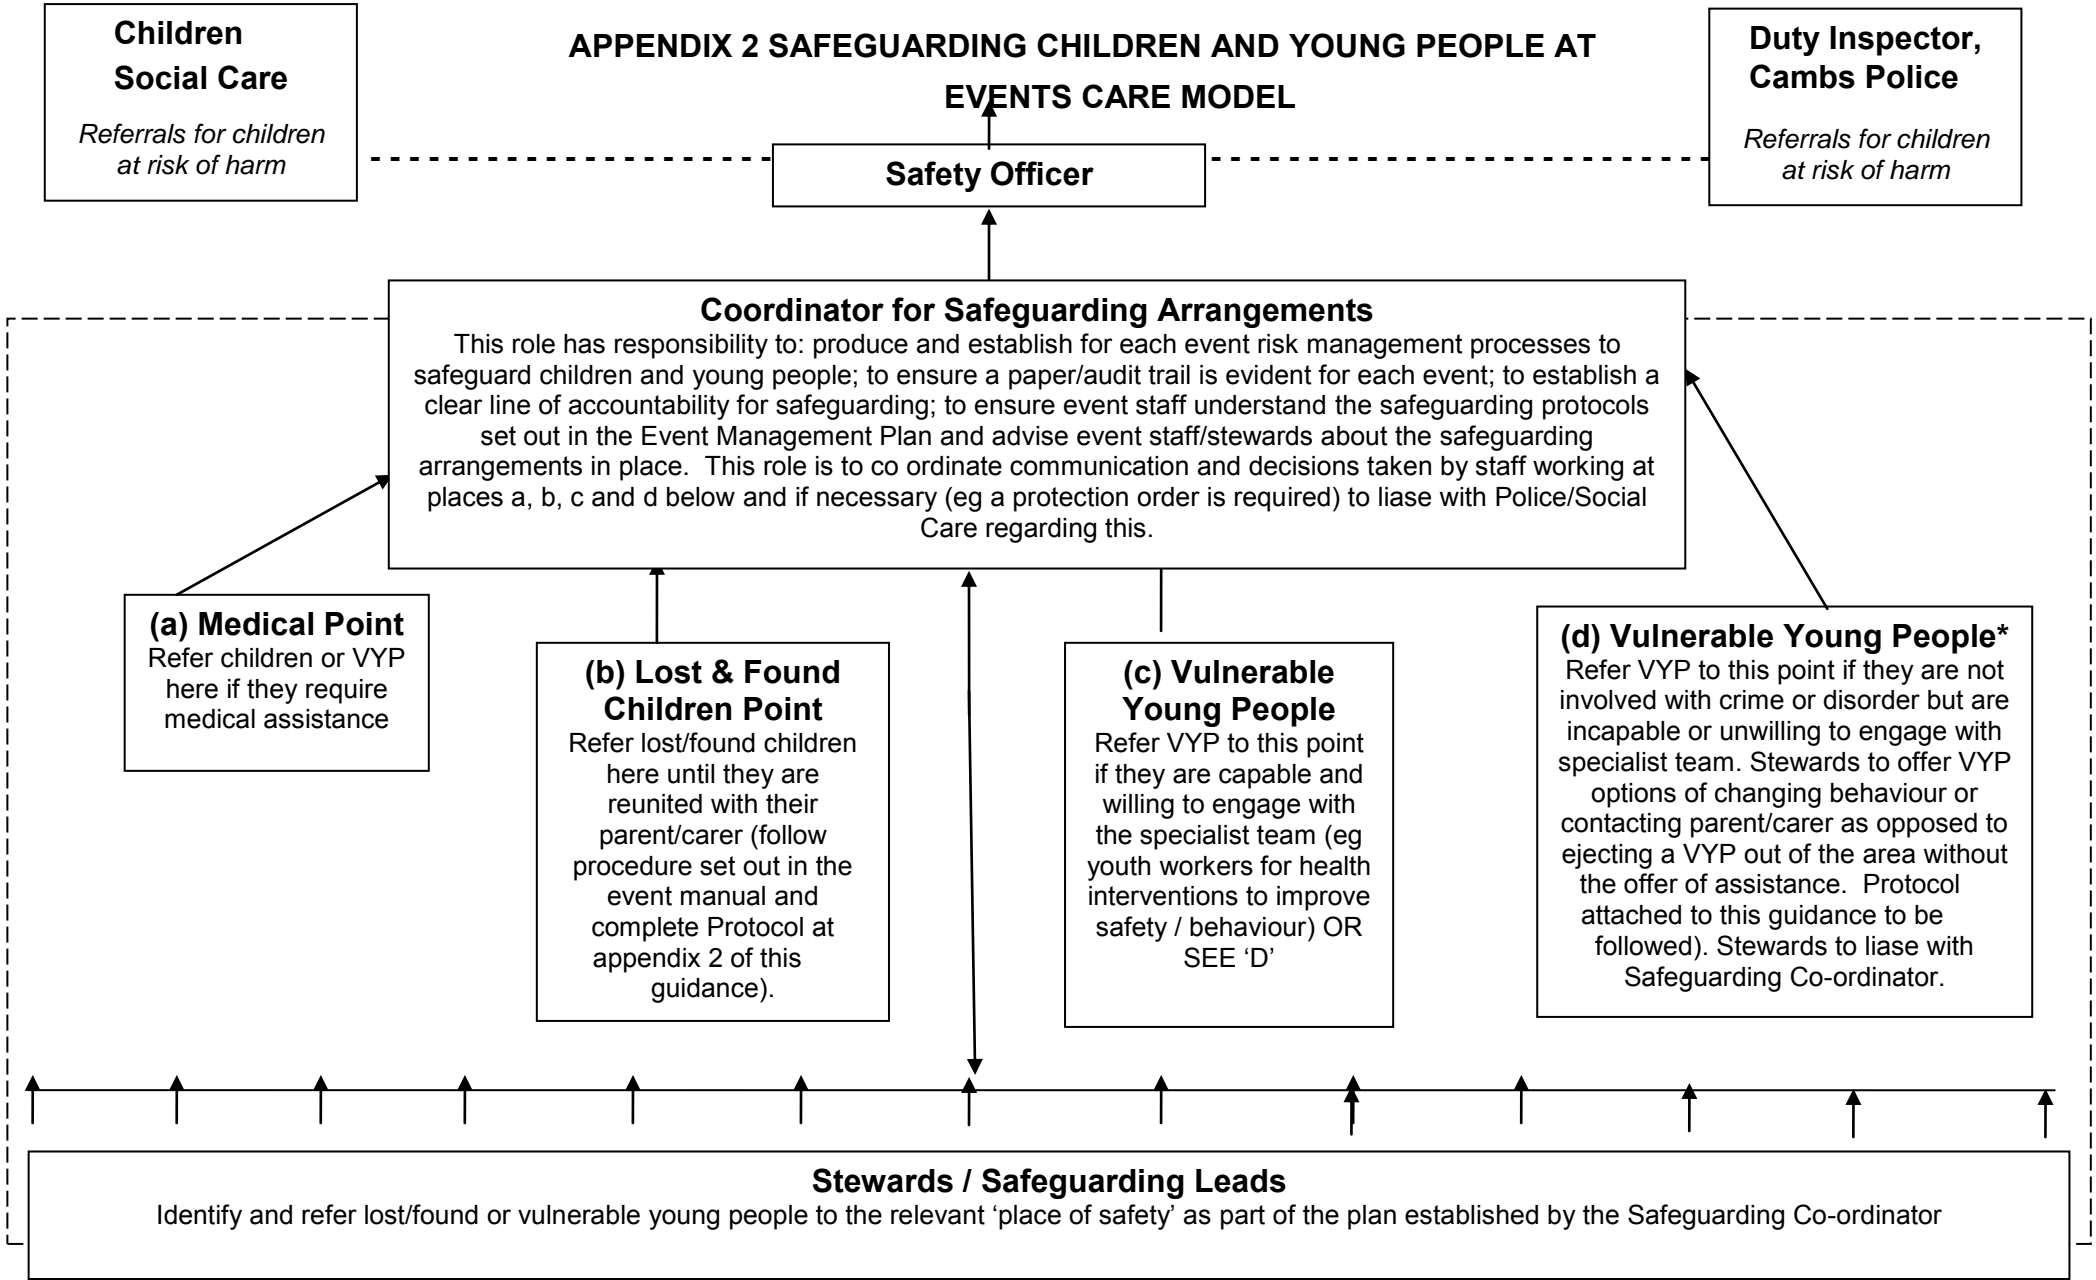 Children
Social Care
Referrals for children
at risk of harm
APPENDIX 2 SAFEGUARDING CHILDREN AND YOUNG PEOPLE AT
EVENTS CARE MODEL
Duty Inspector,
Cambs Police
Referrals for children
at risk of harm
Safety Officer
Coordinator for Safeguarding Arrangements
This role has responsibility to: produce and establish for each event risk management processes to
safeguard children and young people; to ensure a paper/audit trail is evident for each event; to establish a
clear line of accountability for safeguarding; to ensure event staff understand the safeguarding protocols
set out in the Event Management Plan and advise event staff/stewards about the safeguarding
arrangements in place.  This role is to co ordinate communication and decisions taken by staff working at
places a, b, c and d below and if necessary (eg a protection order is required) to liase with Police/Social
Care regarding this.
(a) Medical Point
Refer children or VYP
here if they require
medical assistance
(b) Lost & Found
Children Point
Refer lost/found children
here until they are
reunited with their
parent/carer (follow
procedure set out in the
event manual and
complete Protocol at
appendix 2 of this
guidance).
(c) Vulnerable
Young People
Refer VYP to this point
if they are capable and
willing to engage with
the specialist team (eg
youth workers for health
interventions to improve
safety / behaviour) OR
SEE ‘D’
(d) Vulnerable Young People*
Refer VYP to this point if they are not
involved with crime or disorder but are
incapable or unwilling to engage with
specialist team. Stewards to offer VYP
options of changing behaviour or
contacting parent/carer as opposed to
ejecting a VYP out of the area without
the offer of assistance.  Protocol
attached to this guidance to be
followed). Stewards to liase with
Safeguarding Co-ordinator.
Stewards / Safeguarding Leads
Identify and refer lost/found or vulnerable young people to the relevant ‘place of safety’ as part of the plan established by the Safeguarding Co-ordinator